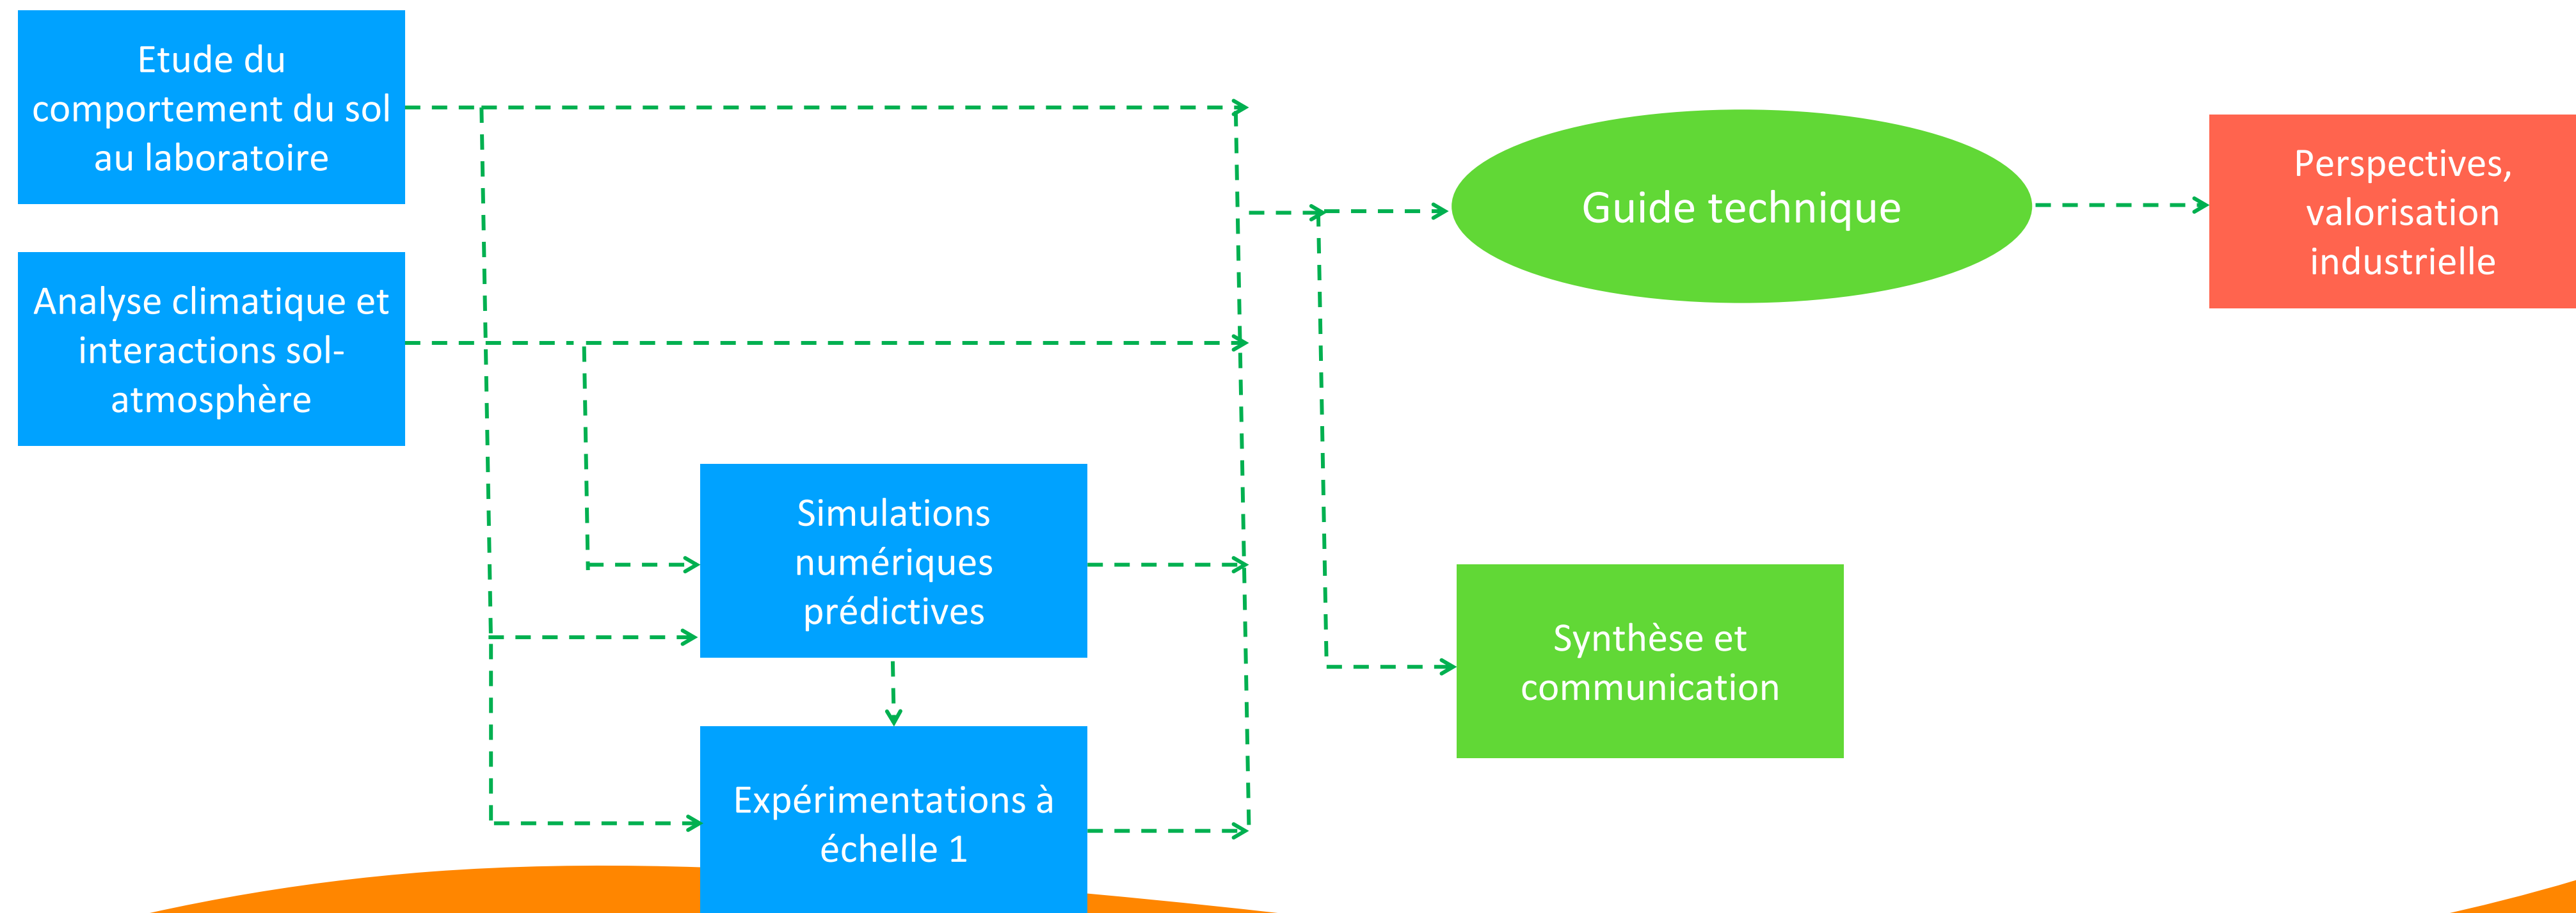 Etude du
comportement du sol
au laboratoire
Analyse climatique et
interactions sol-
atmosphère
Simulations
numériques
prédictives
Expérimentations à
échelle 1
Guide technique
Synthèse et
communication
Perspectives,
valorisation
industrielle